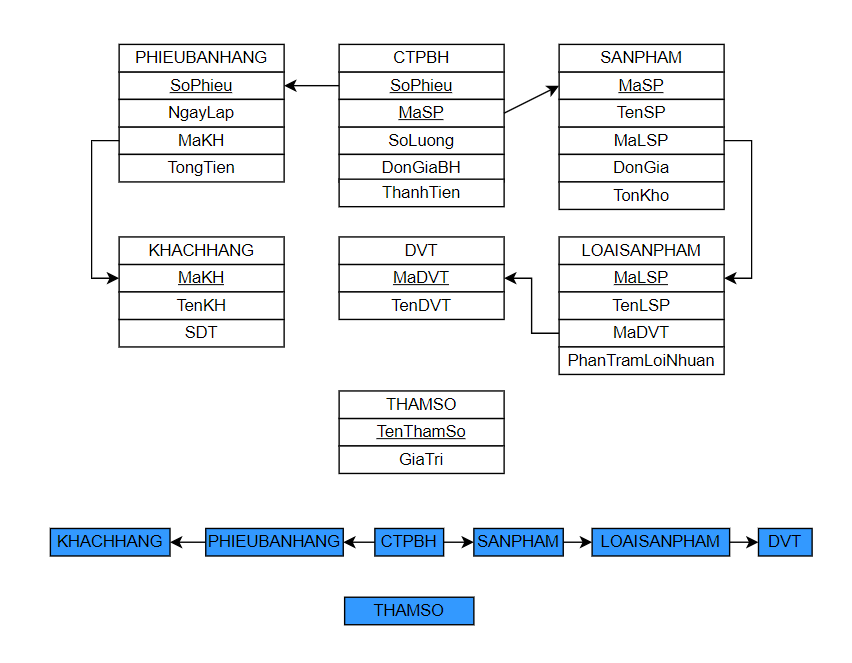 PHIEUBANHANG
SoPhieu
NgayLap
MaKH
TongTien
CTPBH
SoPhieu
MaSP
SoLuong
DonGiaBH
ThanhTien
SANPHAM
MaSP
TenSP
MaLSP
DonGia
TonKho
KHACHHANG
MaKH
TenKH
SDT
DVT
MaDVT
TenDVT
LOAISANPHAM
MaLSP
TenLSP
MaDVT
PhanTramLoiNhuan
THAMSO
TenThamSo
GiaTri
KHACHHANG
PHIEUBANHANG
CTPBH
SANPHAM
LOAISANPHAM
DVT
THAMSO